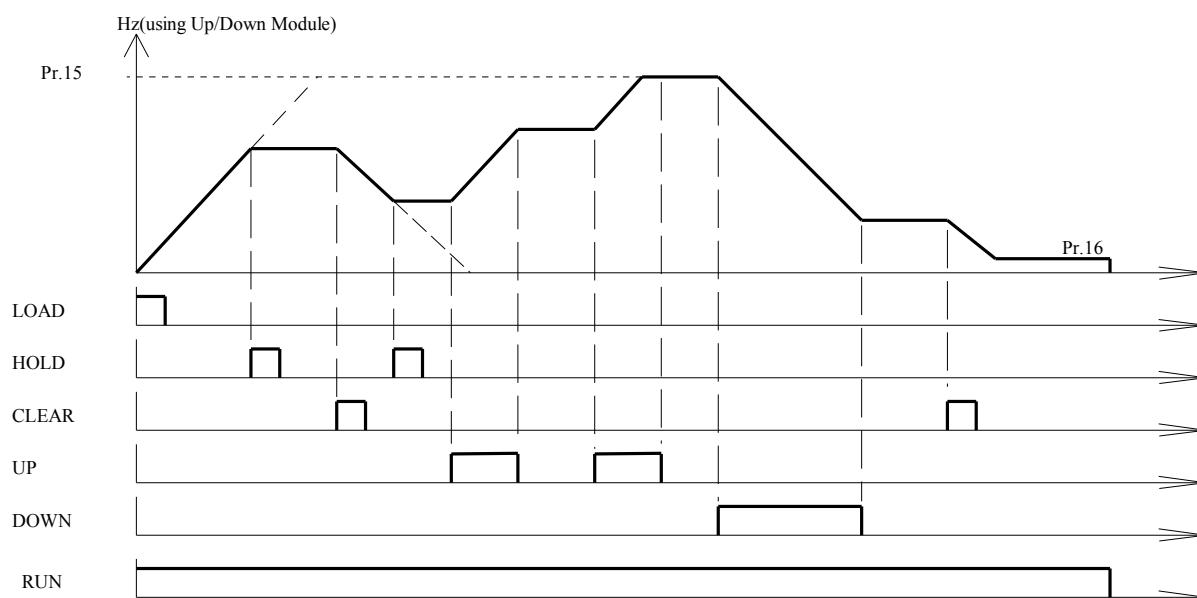 Hz(using Up/Down Module)
Pr.15
Pr.16
LOAD
HOLD
CLEAR
UP
DOWN
RUN